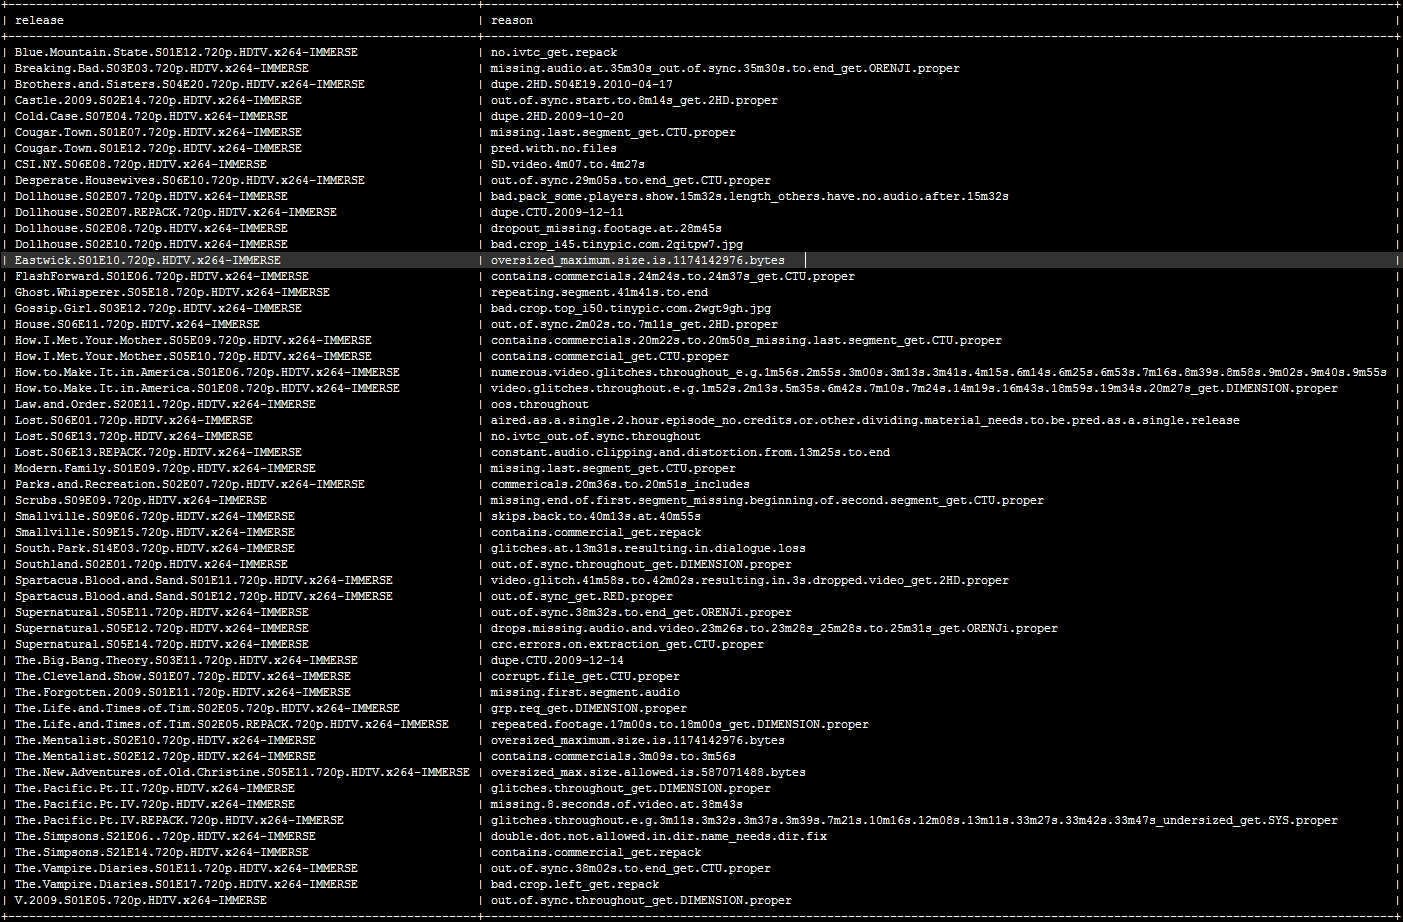 | release | reason |
| Blue.Mountain.State.S01E12.720p.HDTV.x264-IMMERSE | no.ivtc_get.repack |
| Breaking.Bad.S03E03.720p.HDTV.x264-IMMERSE | missing.audio.at.35m30s_out.of.sync.35m30s.to.end_get.ORENJI.proper |
| Brothers.and.Sisters.S04E20.720p.HDTV.x264-IMMERSE | dupe.2HD.S04E19.2010-04-17 |
| Castle.2009.S02E14.720p.HDTV.x264-IMMERSE | out.of.sync.start.to.8m14s_get.2HD.proper |
| Cold.Case.S07E04.720p.HDTV.x264-IMMERSE | dupe.2HD.2009-10-20 |
| Cougar.Town.S01E07.720p.HDTV.x264-IMMERSE | missing.last.segment_get.CTU.proper |
| Cougar.Town.S01E12.720p.HDTV.x264-IMMERSE | pred.with.no.files |
| CSI.NY.S06E08.720p.HDTV.x264-IMMERSE | SD.video.4m07.to.4m27s |
| Desperate.Housewives.S06E10.720p.HDTV.x264-IMMERSE | out.of.sync.29m05s.to.end_get.CTU.proper |
| Dollhouse.S02E07.720p.HDTV.x264-IMMERSE | bad.pack_some.players.show.15m32s.length_others.have.no.audio.after.15m32s |
| Dollhouse.S02E07.REPACK.720p.HDTV.x264-IMMERSE | dupe.CTU.2009-12-11 |
| Dollhouse.S02E08.720p.HDTV.x264-IMMERSE | dropout_missing.footage.at.28m45s |
| Dollhouse.S02E10.720p.HDTV.x264-IMMERSE | bad.crop_i45.tinypic.com.2qitpw7.jpg |
| Eastwick.S01E10.720p.HDTV.x264-IMMERSE | oversized_maximum.size.is.1174142976.bytes |
| FlashForward.S01E06.720p.HDTV.x264-IMMERSE | contains.commercials.24m24s.to.24m37s_get.CTU.proper |
| Ghost.Whisperer.S05E18.720p.HDTV.x264-IMMERSE | repeating.segment.41m41s.to.end |
| Gossip.Girl.S03E12.720p.HDTV.x264-IMMERSE | bad.crop.top_i50.tinypic.com.2wgt9gh.jpg |
| House.S06E11.720p.HDTV.x264-IMMERSE | out.of.sync.2m02s.to.7m11s_get.2HD.proper |
| How.I.Met.Your.Mother.S05E09.720p.HDTV.x264-IMMERSE | contains.commercials.20m22s.to.20m50s_missing.last.segment_get.CTU.proper |
| How.I.Met.Your.Mother.S05E10.720p.HDTV.x264-IMMERSE | contains.commercial_get.CTU.proper |
| How.to.Make.It.in.America.S01E06.720p.HDTV.x264-IMMERSE | numerous.video.glitches.throughout_e.g.1m56s.2m55s.3m00s.3m13s.3m41s.4m15s.6m14s.6m25s.6m53s.7m16s.8m39s.8m58s.9m02s.9m40s.9m55s |
| How.to.Make.It.in.America.S01E08.720p.HDTV.x264-IMMERSE | video.glitches.throughout.e.g.1m52s.2m13s.5m35s.6m42s.7m10s.7m24s.14m19s.16m43s.18m59s.19m34s.20m27s_get.DIMENSION.proper |
| Law.and.Order.S20E11.720p.HDTV.x264-IMMERSE | oos.throughout |
| Lost.S06E01.720p.HDTV.x264-IMMERSE | aired.as.a.single.2.hour.episode_no.credits.or.other.dividing.material_needs.to.be.pred.as.a.single.release |
| Lost.S06E13.720p.HDTV.x264-IMMERSE | no.ivtc_out.of.sync.throughout |
| Lost.S06E13.REPACK.720p.HDTV.x264-IMMERSE | constant.audio.clipping.and.distortion.from.13m25s.to.end |
| Modern.Family.S01E09.720p.HDTV.x264-IMMERSE | missing.last.segment_get.CTU.proper |
| Parks.and.Recreation.S02E07.720p.HDTV.x264-IMMERSE | commericals.20m36s.to.20m51s_includes |
| Scrubs.S09E09.720p.HDTV.x264-IMMERSE | missing.end.of.first.segment_missing.beginning.of.second.segment_get.CTU.proper |
| Smallville.S09E06.720p.HDTV.x264-IMMERSE | skips.back.to.40m13s.at.40m55s |
| Smallville.S09E15.720p.HDTV.x264-IMMERSE | contains.commercial_get.repack |
| South.Park.S14E03.720p.HDTV.x264-IMMERSE | glitches.at.13m31s.resulting.in.dialogue.loss |
| Southland.S02E01.720p.HDTV.x264-IMMERSE | out.of.sync.throughout_get.DIMENSION.proper |
| Spartacus.Blood.and.Sand.S01E11.720p.HDTV.x264-IMMERSE | video.glitch.41m58s.to.42m02s.resulting.in.3s.dropped.video_get.2HD.proper |
| Spartacus.Blood.and.Sand.S01E12.720p.HDTV.x264-IMMERSE | out.of.sync_get.RED.proper |
| Supernatural.S05E11.720p.HDTV.x264-IMMERSE | out.of.sync.38m32s.to.end_get.ORENJi.proper |
| Supernatural.S05E12.720p.HDTV.x264-IMMERSE | drops.missing.audio.and.video.23m26s.to.23m28s_25m28s.to.25m31s_get.ORENJi.proper |
| Supernatural.S05E14.720p.HDTV.x264-IMMERSE | crc.errors.on.extraction_get.CTU.proper |
| The.Big.Bang.Theory.S03E11.720p.HDTV.x264-IMMERSE | dupe.CTU.2009-12-14 |
| The.Cleveland.Show.S01E07.720p.HDTV.x264-IMMERSE | corrupt.file_get.CTU.proper |
| The.Forgotten.2009.S01E11.720p.HDTV.x264-IMMERSE | missing.first.segment.audio |
| The.Life.and.Times.of.Tim.S02E05.720p.HDTV.x264-IMMERSE | grp.req_get.DIMENSION.proper |
| The.Life.and.Times.of.Tim.S02E05.REPACK.720p.HDTV.x264-IMMERSE | repeated.footage.17m00s.to.18m00s_get.DIMENSION.proper |
| The.Mentalist.S02E10.720p.HDTV.x264-IMMERSE | oversized_maximum.size.is.1174142976.bytes |
| The.Mentalist.S02E12.720p.HDTV.x264-IMMERSE | contains.commercials.3m09s.to.3m56s |
| The.New.Adventures.of.Old.Christine.S05E11.720p.HDTV.x264-IMMERSE | oversized_max.size.allowed.is.587071488.bytes |
| The.Pacific.Pt.II.720p.HDTV.x264-IMMERSE | glitches.throughout_get.DIMENSION.proper |
| The.Pacific.Pt.IV.720p.HDTV.x264-IMMERSE | missing.8.seconds.of.video.at.38m43s |
| The.Pacific.Pt.IV.REPACK.720p.HDTV.x264-IMMERSE | glitches.throughout.e.g.3m11s.3m32s.3m37s.3m39s.7m21s.10m16s.12m08s.13m11s.33m27s.33m42s.33m47s_undersized_get.SYS.proper |
| The.Simpsons.S21E06..720p.HDTV.x264-IMMERSE | double.dot.not.allowed.in.dir.name_needs.dir.fix |
| The.Simpsons.S21E14.720p.HDTV.x264-IMMERSE | contains.commercial_get.repack |
| The.Vampire.Diaries.S01E11.720p.HDTV.x264-IMMERSE | out.of.sync.38m02s.to.end_get.CTU.proper |
| The.Vampire.Diaries.S01E17.720p.HDTV.x264-IMMERSE | bad.crop.left_get.repack |
| V.2009.S01E05.720p.HDTV.x264-IMMERSE | out.of.sync.throughout_get.DIMENSION.proper |